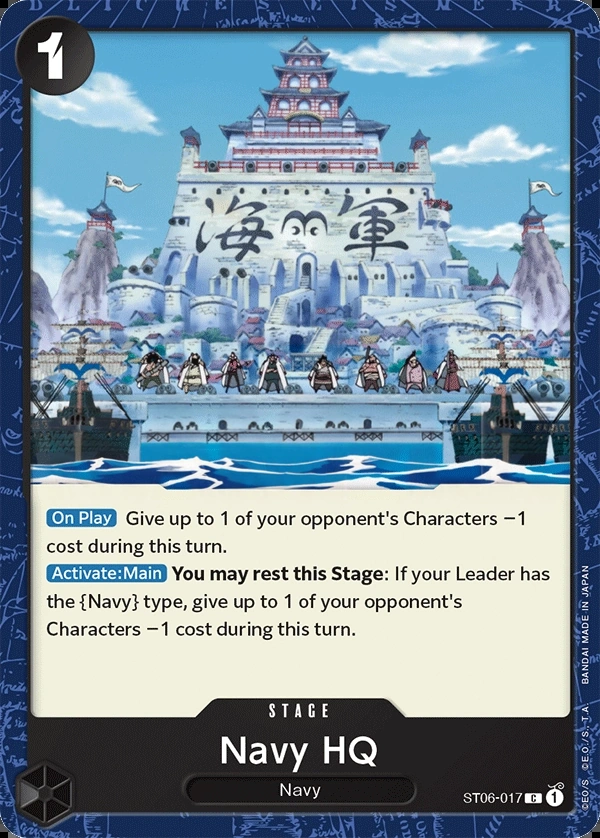 1
海軍
On Play Give up to 1 of your opponent's Characters −1
cost during this turn.
Activate:Main You may rest this Stage: If your Leader has
the {Navy} type, give up to 1 of your opponent's
Characters −1 cost during this turn.
STAGE
Navy HQ
Navy
ST06-017 C 1
BANDAI MADE IN JAPAN
©EO/S. ©E.O./S., T.A.